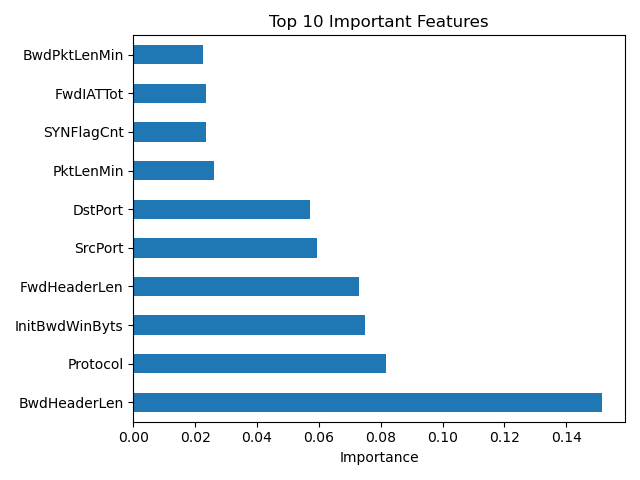 Top 10 Important Features
BwdPktLenMin
FwdIATTot
SYNFlagCnt
PktLenMin
DstPort
SrcPort
FwdHeaderLen
InitBwdWinByts
Protocol
BwdHeaderLen
0.00 0.02 0.04 0.06 0.08 0.10 0.12 0.14
Importance